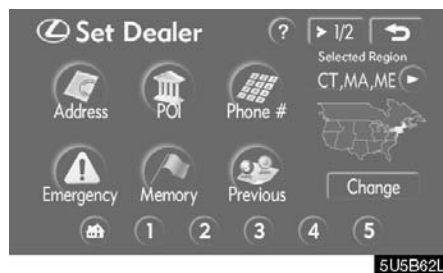 Set Dealer
? > 1/2
Selected Region
CT,MA,ME
Address POI Phone #
Emergency Memory Previous
Change
1 2 3 4 5
5U5B62L